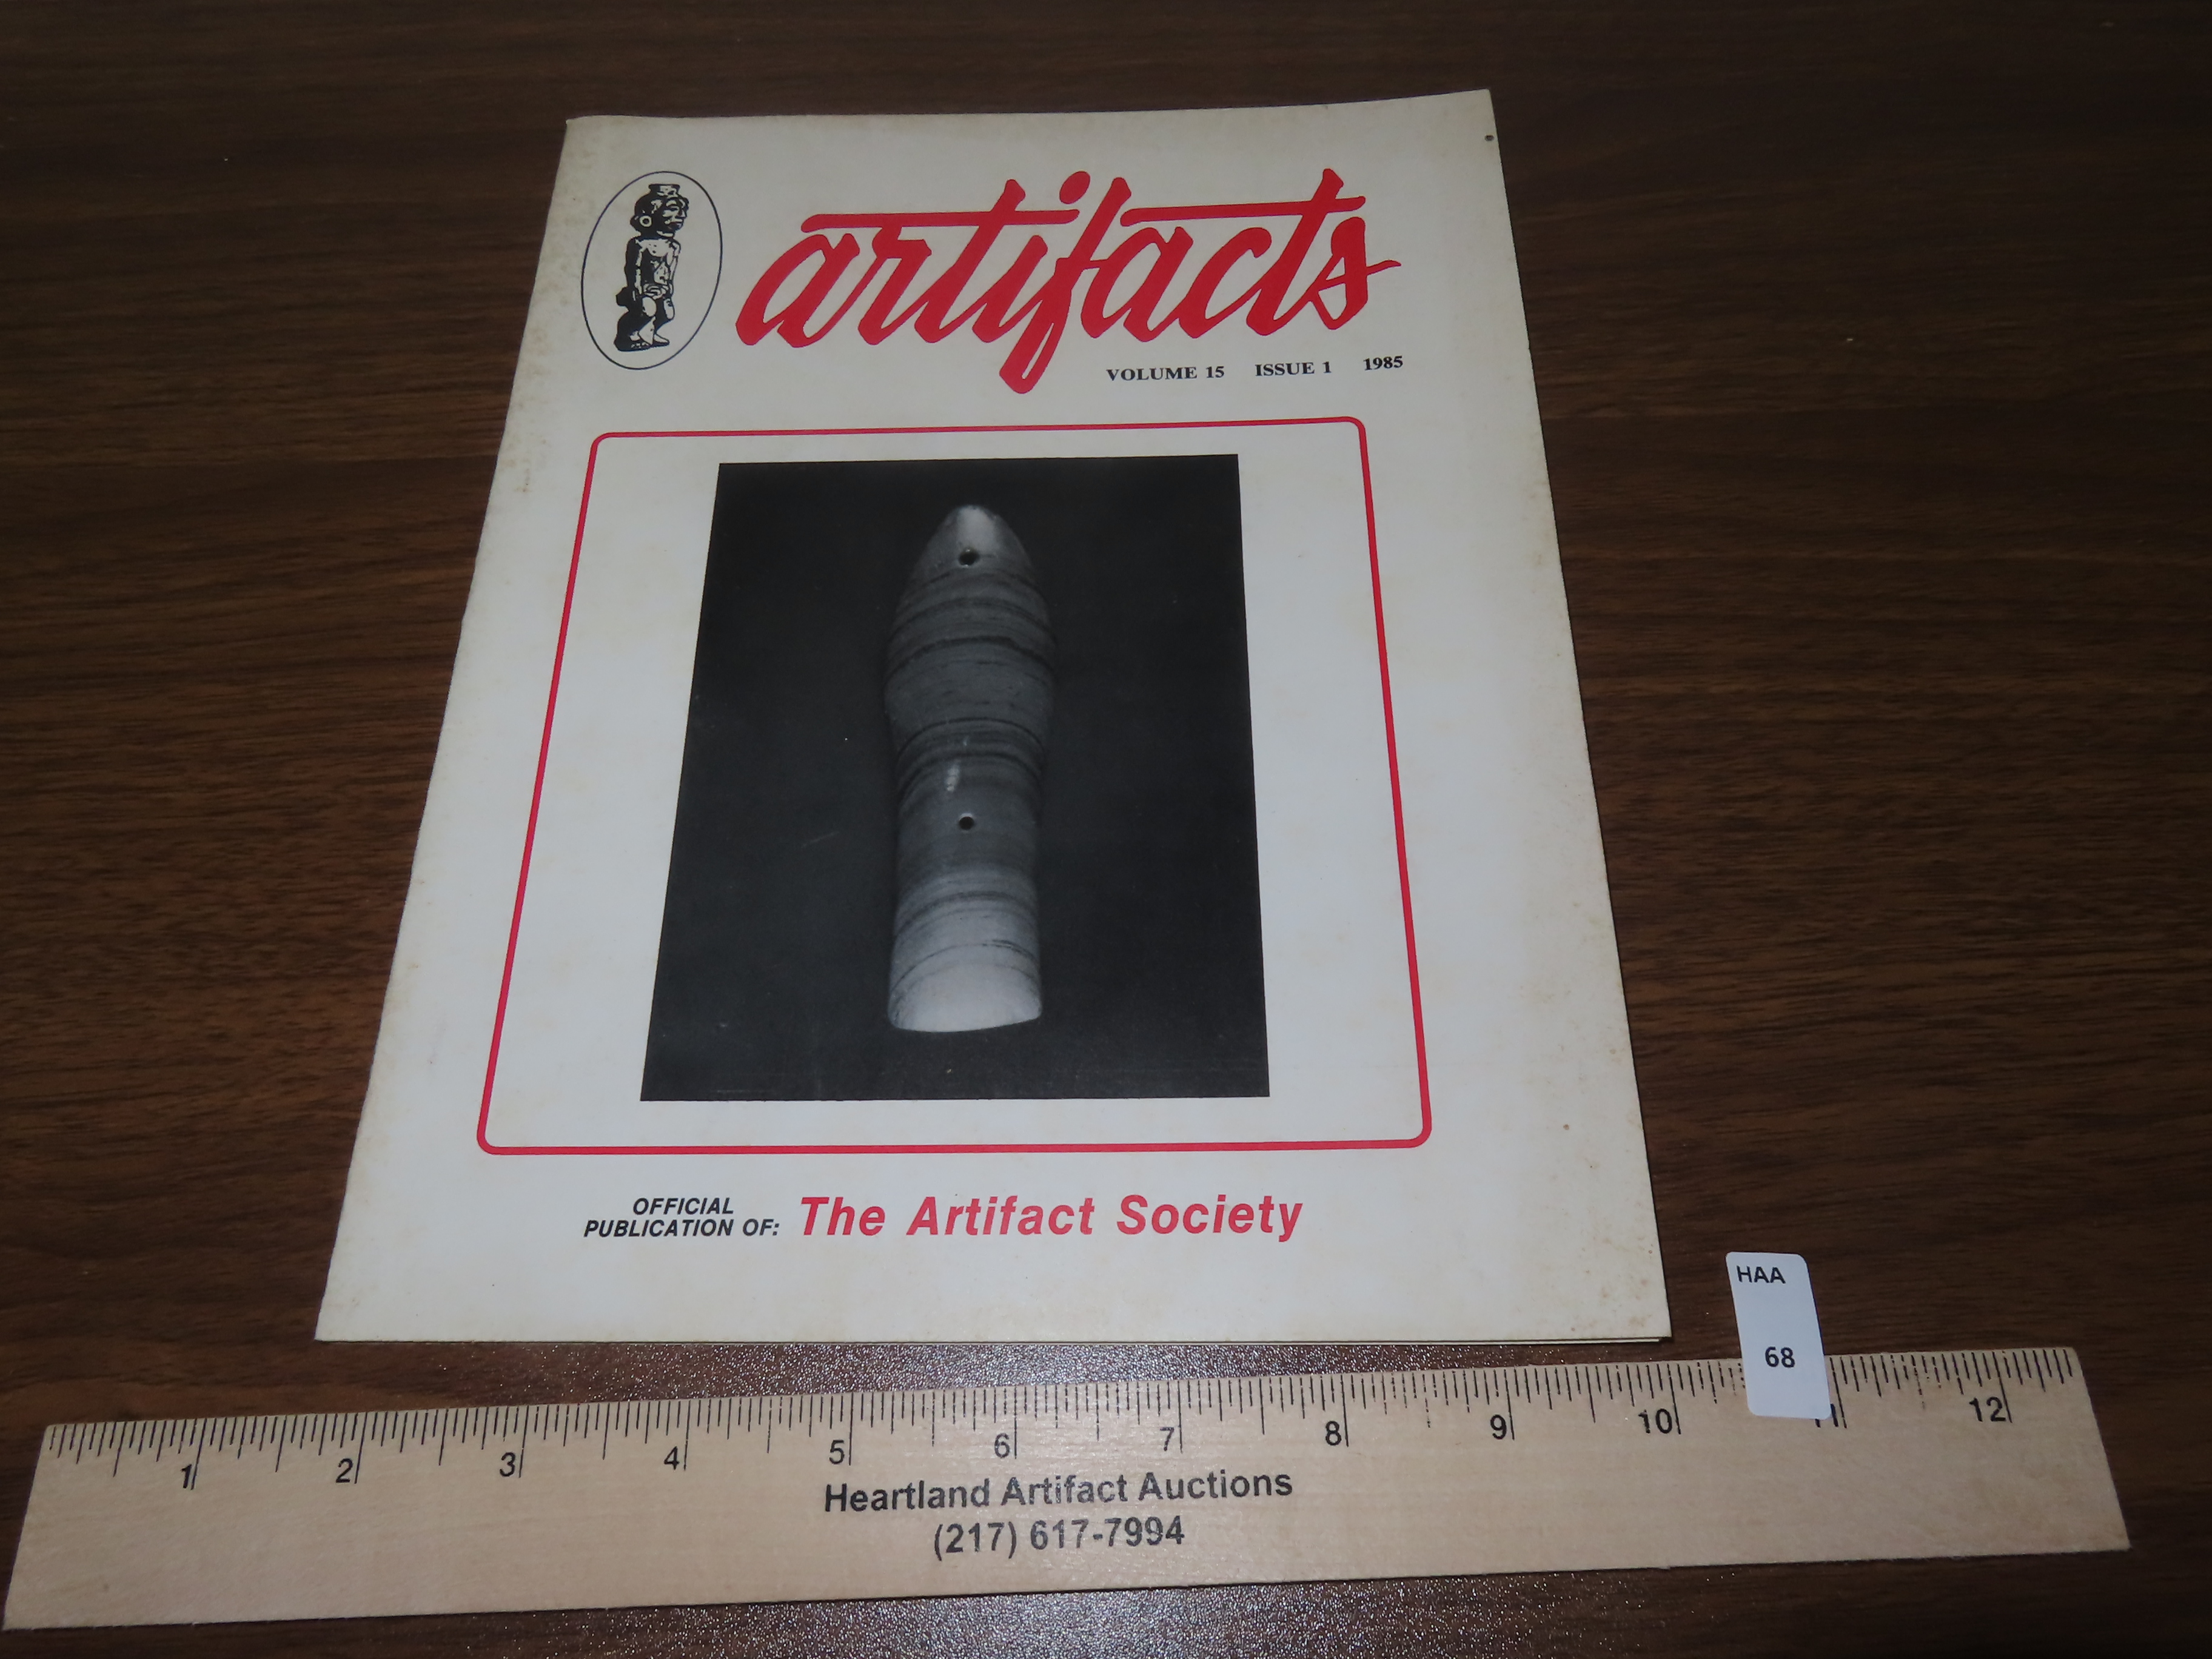 artifacts
VOLUME 15 ISSUE 1 1985
OFFICIAL
PUBLICATION OF: The Artifact Society
HAA
68
1 2 3 4 5 6 7 8 9 10 11 12
Heartland Artifact Auctions
(217) 617-7994